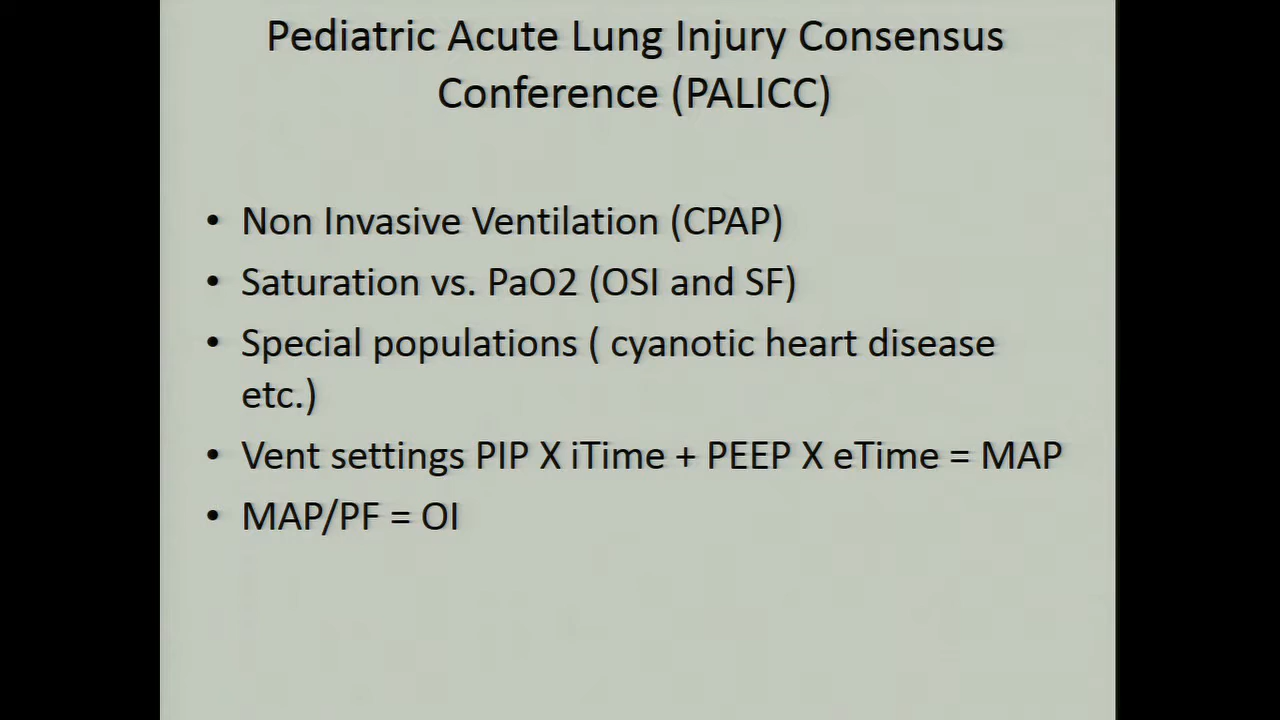 Pediatric Acute Lung Injury Consensus
Conference (PALICC)
• Non Invasive Ventilation (CPAP)
• Saturation vs. PaO2 (OSI and SF)
• Special populations ( cyanotic heart disease
etc.)
• Vent settings PIP X iTime + PEEP X eTime = MAP
• MAP/PF = OI